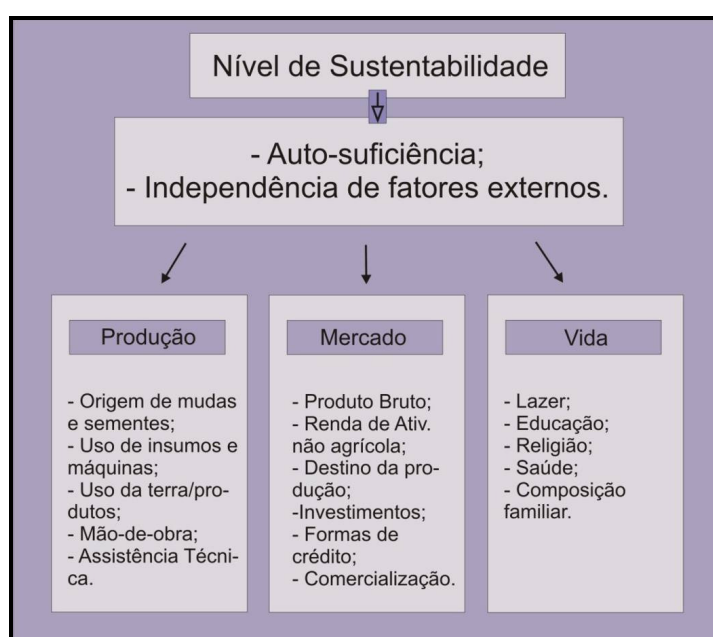 Nível de Sustentabilidade
- Auto-suficiência;
- Independência de fatores externos.
Produção
- Origem de mudas
e sementes;
- Uso de insumos e
máquinas;
- Uso da terra/pro-
dutos;
- Mão-de-obra;
- Assistência Técni-
ca.
Mercado
- Produto Bruto;
- Renda de Ativ.
não agrícola;
- Destino da pro-
dução;
-Investimentos;
- Formas de
crédito;
- Comercialização.
Vida
- Lazer;
- Educação;
- Religião;
- Saúde;
- Composição
familiar.